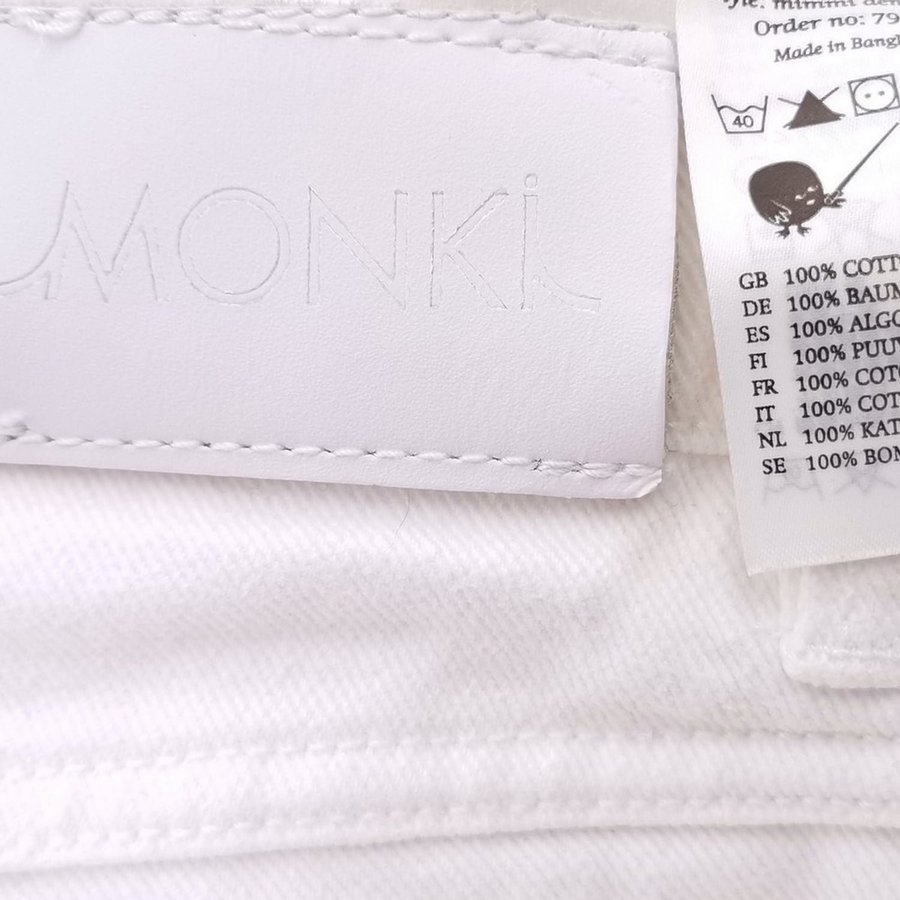 MONKi
Order no: 79
Made in Bangl
40
GB 100% COTT
DE 100% BAUM
ES 100% ALGO
FI 100% PUUV
FR 100% COTO
IT 100% COT
NL 100% KAT
SE 100% BOM